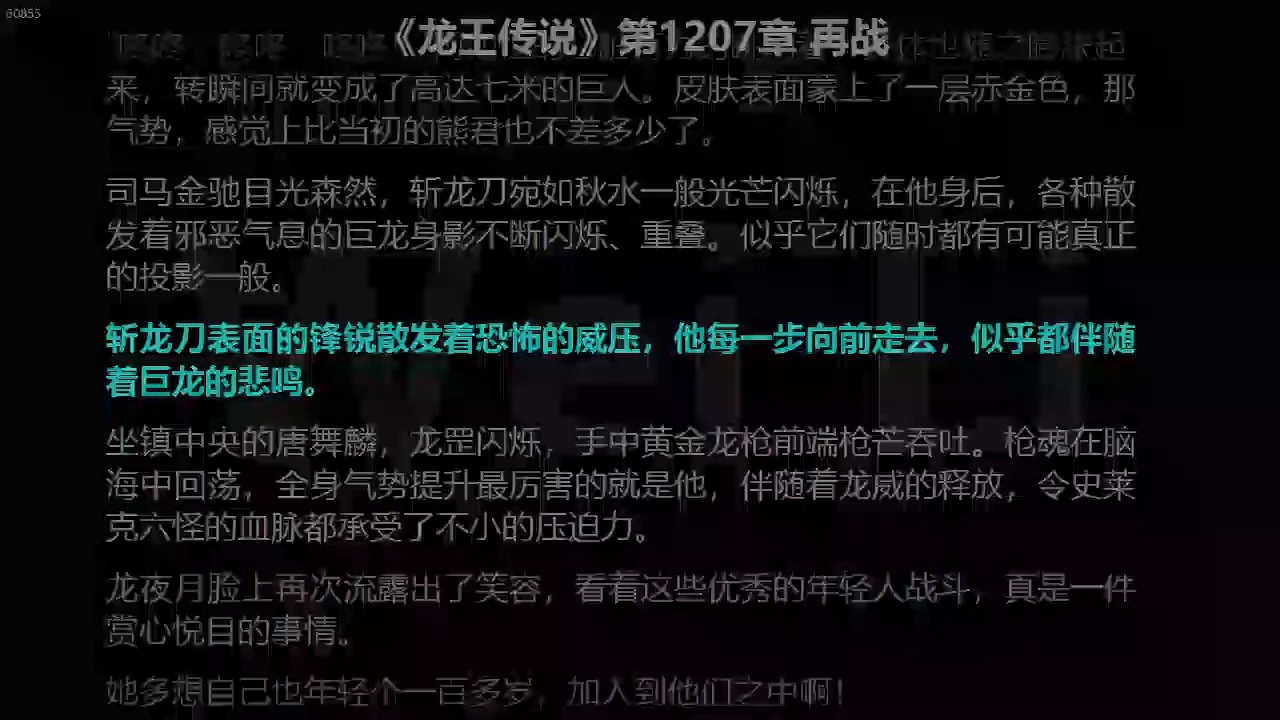 60855
《龙王传说》第1207章 再战
来，转瞬间就变成了高达七米的巨人。皮肤表面蒙上了一层赤金色，那
气势，感觉上比当初的熊君也不差多少了。
司马金驰目光森然，斩龙刀宛如秋水一般光芒闪烁，在他身后，各种散
发着邪恶气息的巨龙身影不断闪烁、重叠。似乎它们随时都有可能真正
的投影一般。
斩龙刀表面的锋锐散发着恐怖的威压，他每一步向前走去，似乎都伴随
着巨龙的悲鸣。
坐镇中央的唐舞麟，龙罡闪烁，手中黄金龙枪前端枪芒吞吐。枪魂在脑
海中回荡，全身气势提升最厉害的就是他，伴随着龙威的释放，令史莱
克六怪的血脉都承受了不小的压迫力。
龙夜月脸上再次流露出了笑容，看着这些优秀的年轻人战斗，真是一件
赏心悦目的事情。
她多想自己也年轻个一百多岁，加入到他们之中啊！